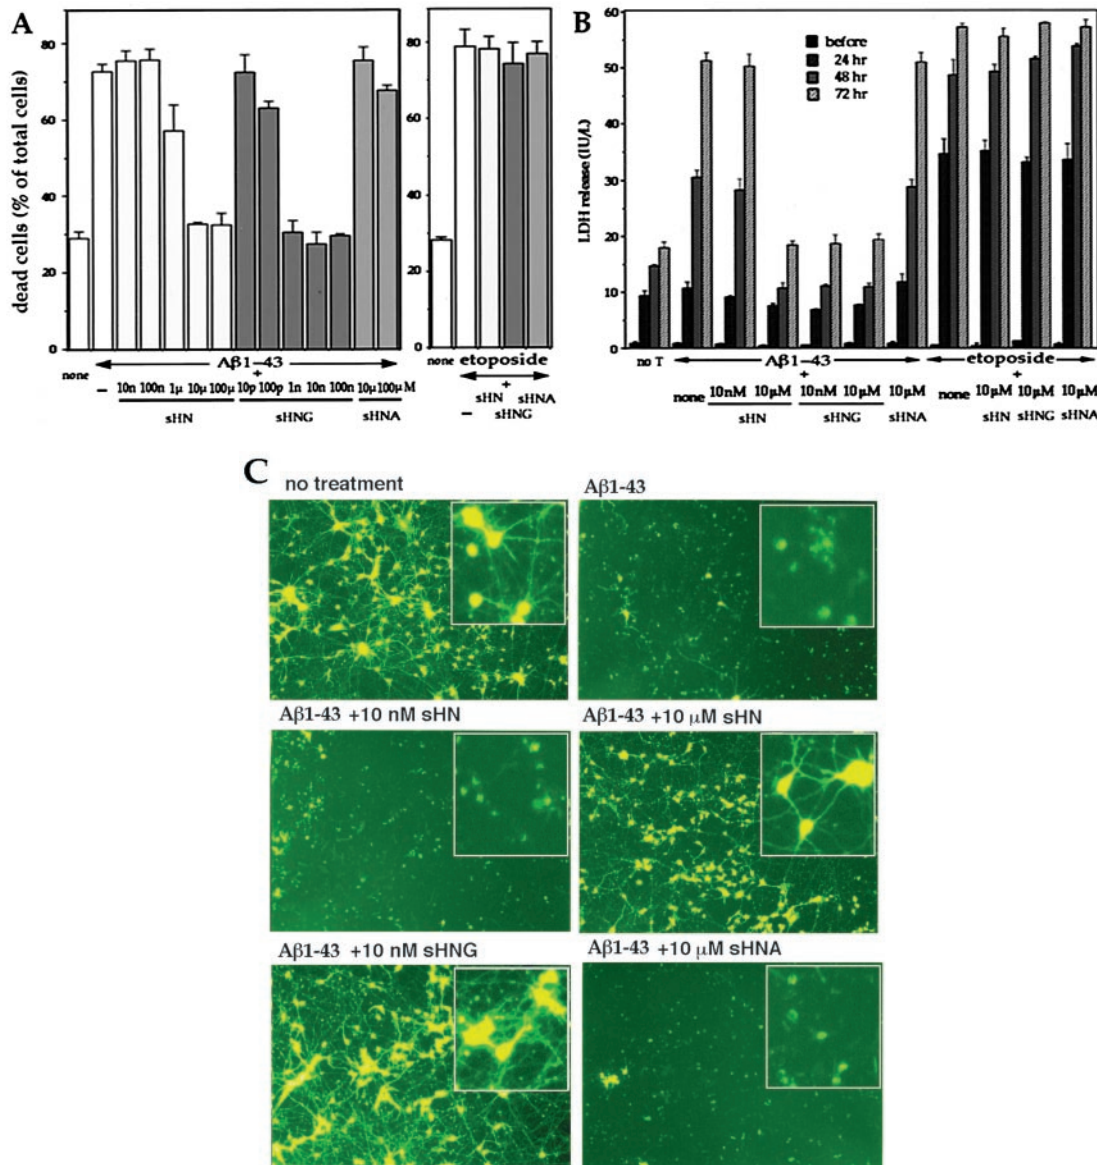 A
dead cells (% of total cells)
80
60
40
20
0
none
Aβ1-43
+
– 10n 100n 1μ 10μ 100μ 10p 100p 1n 10n 100n 10μ 100μ M
sHN sHNG sHNA
80
60
40
20
0
none etoposide
+
– sHN sHNG sHNA
B
LDH release (IU/L)
60
50
40
30
20
10
0
before
24 hr
48 hr
72 hr
no T Aβ1-43 etoposide
+ +
none 10nM 10μM 10nM 10μM 10μM none 10μM 10μM 10μM
sHN sHNG sHNA sHN sHNG sHNA
C
no treatment Aβ1-43
Aβ1-43 +10 nM sHN Aβ1-43 +10 μM sHN
Aβ1-43 +10 nM sHNG Aβ1-43 +10 μM sHNA